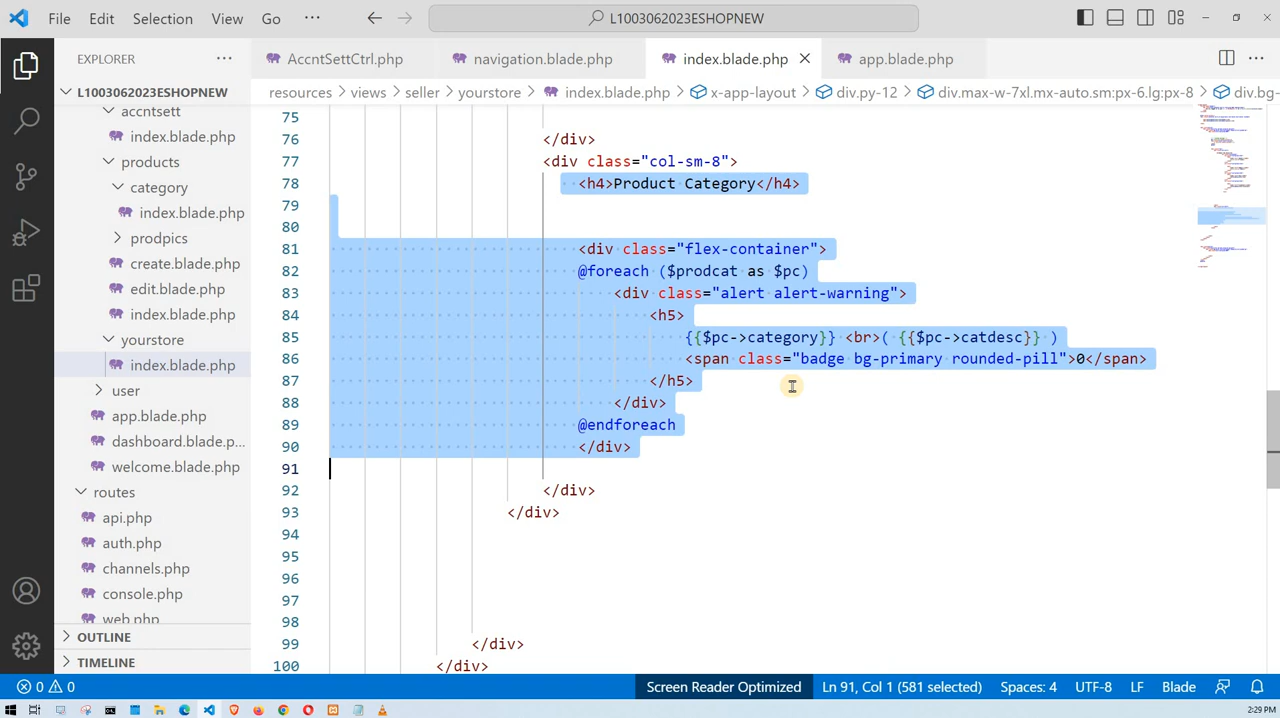 File Edit Selection View Go ··· L1003062023ESHOPNEW
EXPLORER ···
AccntSettCtrl.php navigation.blade.php index.blade.php app.blade.php ···
resources > views > seller > yourstore > index.blade.php > x-app-layout > div.py-12 > div.max-w-7xl.mx-auto.sm:px-6.lg:px-8 > div.bg-
L1003062023ESHOPNEW
accntsett
index.blade.php
products
category
index.blade.php
prodpics
create.blade.php
edit.blade.php
index.blade.php
yourstore
index.blade.php
user
app.blade.php
dashboard.blade.p...
welcome.blade.php
routes
api.php
auth.php
channels.php
console.php
web.php
OUTLINE
TIMELINE
75
76 </div>
77 <div class="col-sm-8">
78 <h4>Product Category</h4>
79
80
81 <div class="flex-container">
82 @foreach ($prodcat as $pc)
83 <div class="alert alert-warning">
84 <h5>
85 {{$pc->category}} <br>( {{$pc->catdesc}} )
86 <span class="badge bg-primary rounded-pill">0</span>
87 </h5>
88 </div>
89 @endforeach
90 </div>
91
92 </div>
93 </div>
94
95
96
97
98
99 </div>
100 </div>
0 0 Screen Reader Optimized Ln 91, Col 1 (581 selected) Spaces: 4 UTF-8 LF Blade
2:29 PM